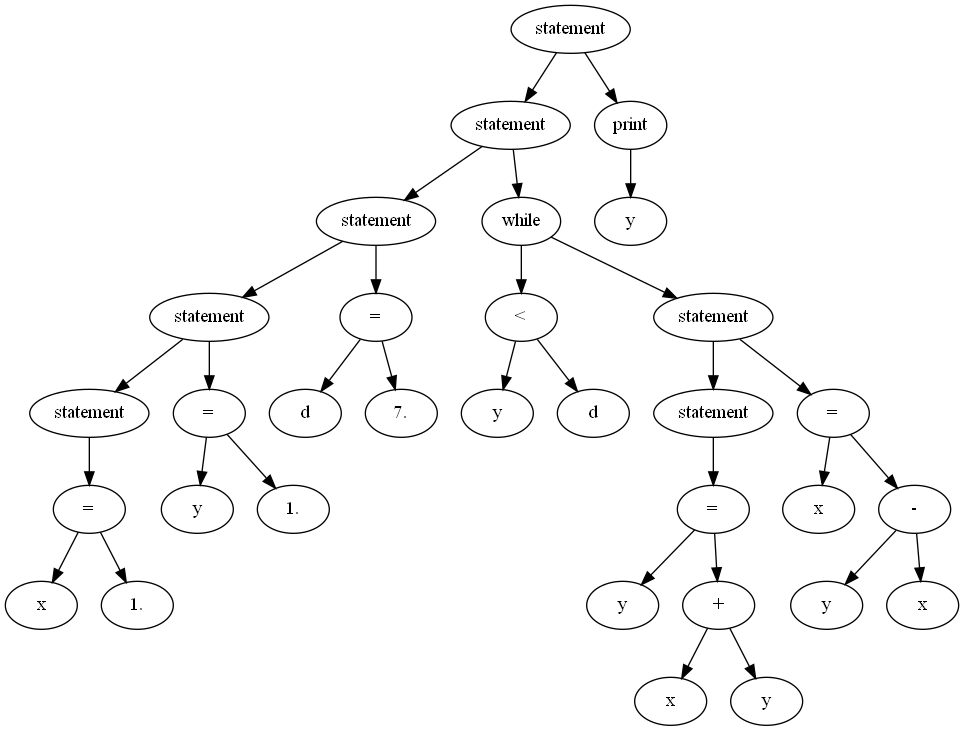 statement
statement print
statement while y
statement = < statement
statement = d 7. y d statement =
= y 1. = x -
x 1. y + y x
x y